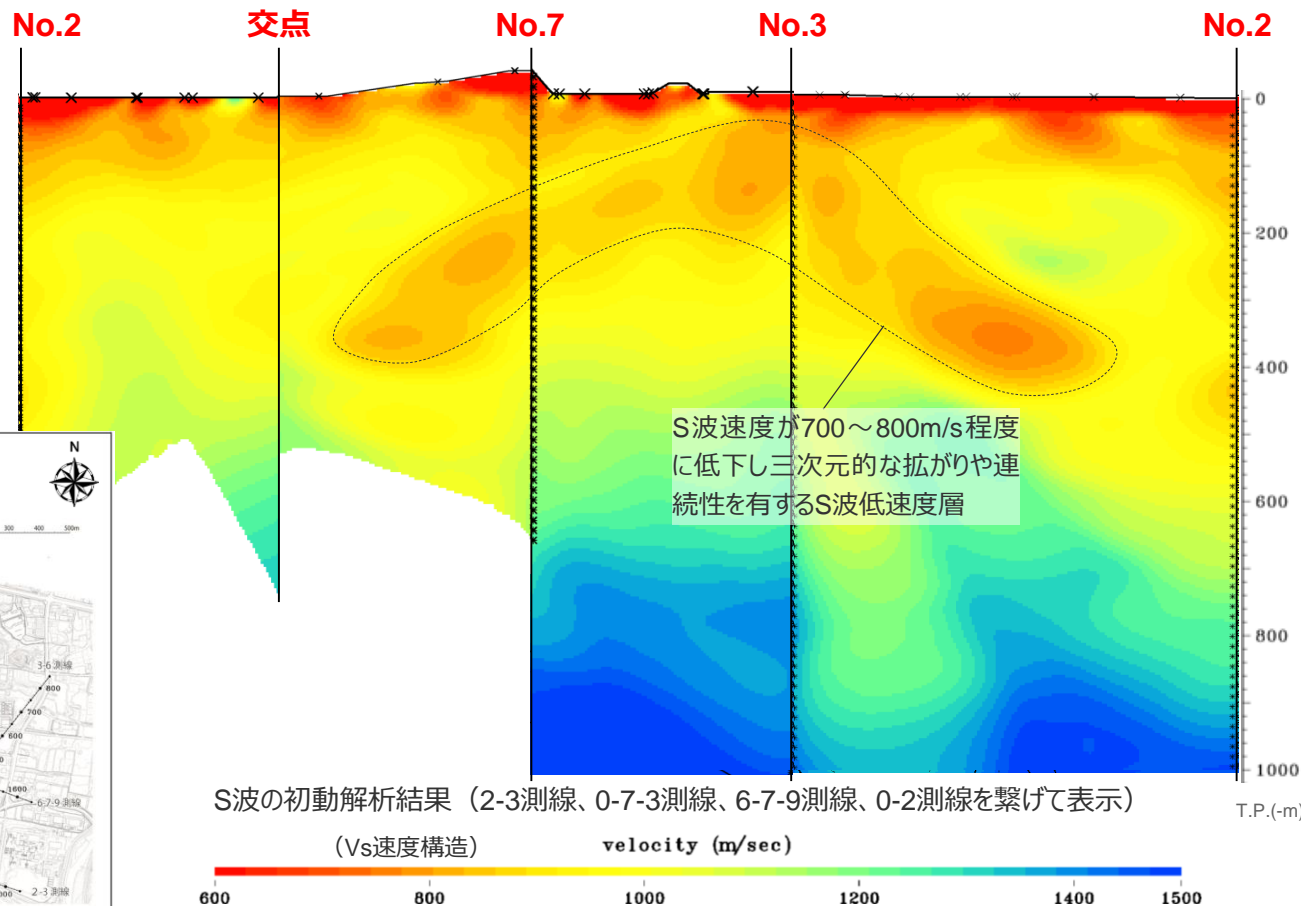 No.2
交点
No.7
No.3
No.2
0
200
400
600
800
1000
T.P.(-m)
S波速度が700～800m/s程度
に低下し三次元的な拡がりや連
続性を有するS波低速度層
N
300 400 500m
3-6 測線
800
700
600
1600
6-7-9 測線
2-3 測線
S波の初動解析結果（2-3測線、0-7-3測線、6-7-9測線、0-2測線を繋げて表示）
（Vs速度構造）
velocity (m/sec)
600 800 1000 1200 1400 1500